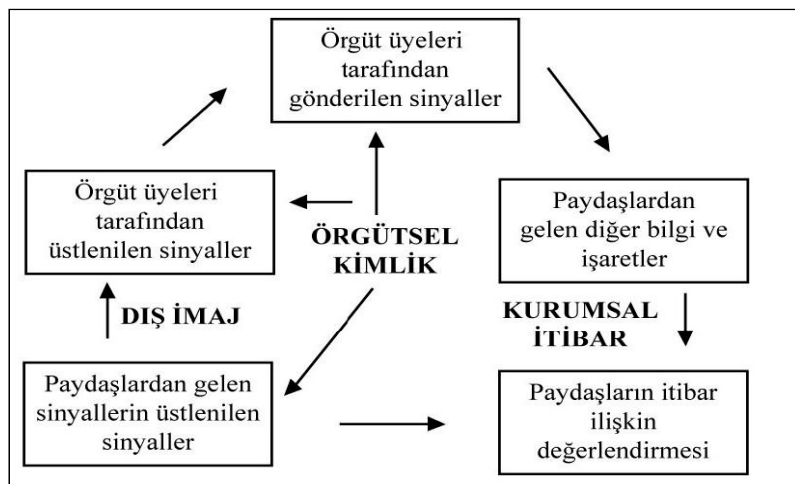 Örgüt üyeleri
tarafından
gönderilen sinyaller
Örgüt üyeleri
tarafından
üstlenilen sinyaller
ÖRGÜTSEL
KİMLİK
Paydaşlardan
gelen diğer bilgi ve
işaretler
DIŞ İMAJ
KURUMSAL
İTİBAR
Paydaşlardan gelen
sinyallerin üstlenilen
sinyaller
Paydaşların itibar
ilişkin
değerlendirmesi